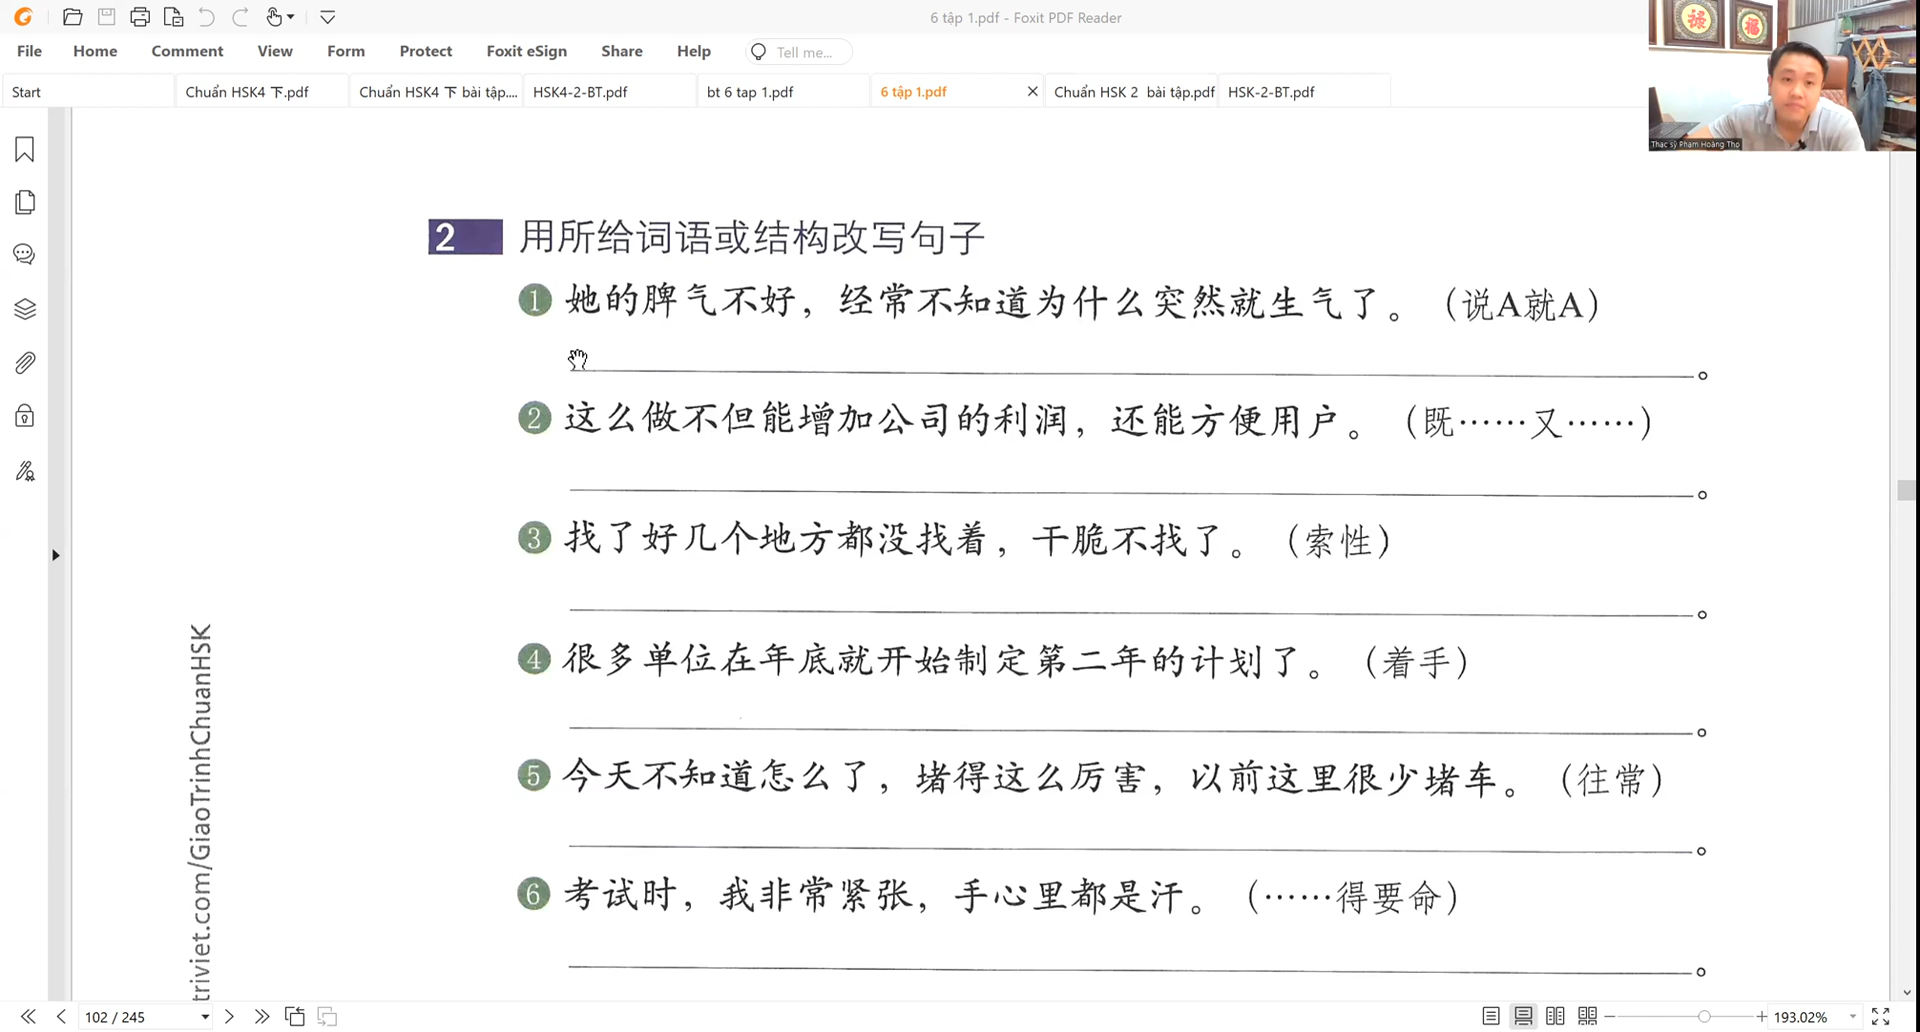 6 tập 1.pdf - Foxit PDF Reader
File Home Comment View Form Protect Foxit eSign Share Help Tell me...
Start Chuẩn HSK4 下.pdf Chuẩn HSK4 下 bài tập.... HSK4-2-BT.pdf bt 6 tap 1.pdf 6 tập 1.pdf Chuẩn HSK 2 bài tập.pdf HSK-2-BT.pdf
禄 福
Thạc sỹ Phạm Hoàng Thọ
2 用所给词语或结构改写句子
1 她的脾气不好，经常不知道为什么突然就生气了。（说A就A）
。
2 这么做不但能增加公司的利润，还能方便用户。（既……又……）
。
3 找了好几个地方都没找着，干脆不找了。（索性）
。
4 很多单位在年底就开始制定第二年的计划了。（着手）
。
5 今天不知道怎么了，堵得这么厉害，以前这里很少堵车。（往常）
。
6 考试时，我非常紧张，手心里都是汗。（……得要命）
。
triviet.com/GiaoTrinhChuanHSK
102 / 245 193.02%